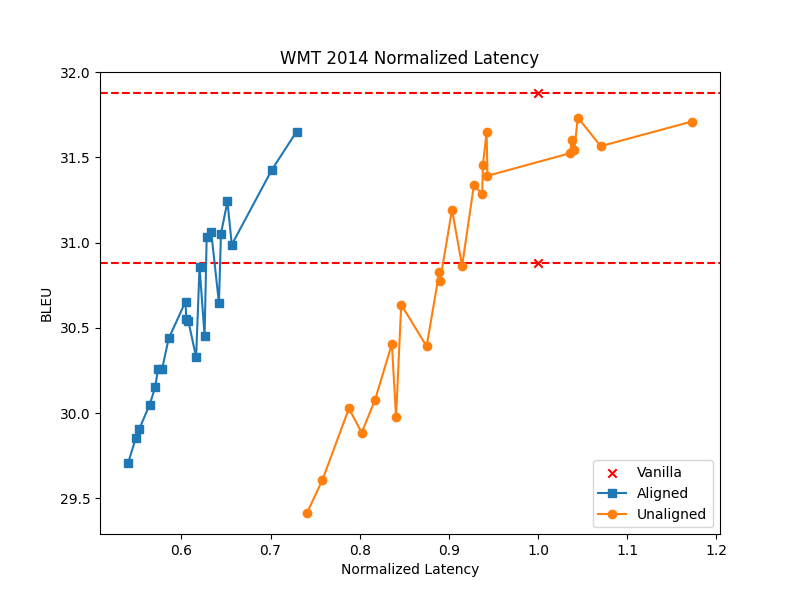 WMT 2014 Normalized Latency
BLEU
32.0
31.5
31.0
30.5
30.0
29.5
0.6 0.7 0.8 0.9 1.0 1.1 1.2
Normalized Latency
Vanilla
Aligned
Unaligned